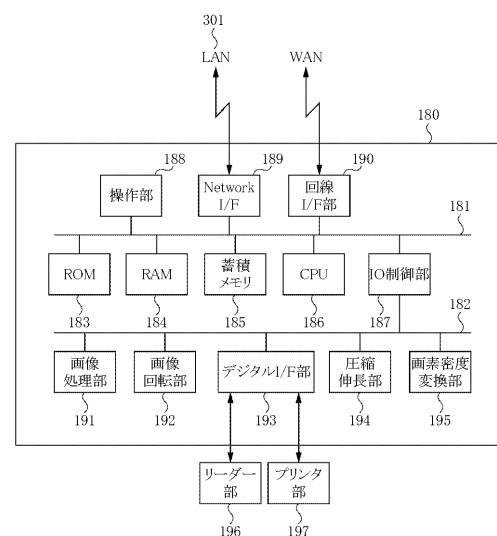 301
LAN
WAN
180
188
189
190
操作部
Network
I/F
回線
I/F部
181
ROM
RAM
蓄積
メモリ
CPU
IO制御部
183
184
185
186
187
182
画像
処理部
画像
回転部
デジタルI/F部
圧縮
伸長部
画素密度
変換部
191
192
193
194
195
リーダー
部
プリンタ
部
196
197